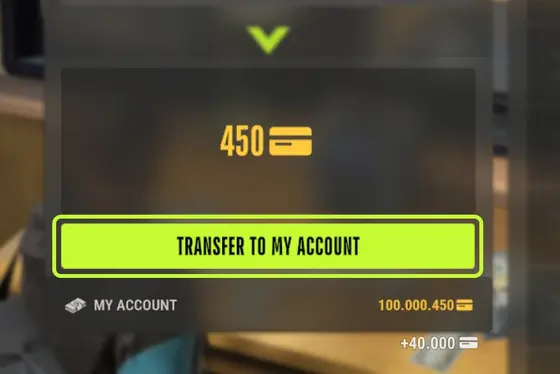 450
TRANSFER TO MY ACCOUNT
MY ACCOUNT 100.000.450
+40.000